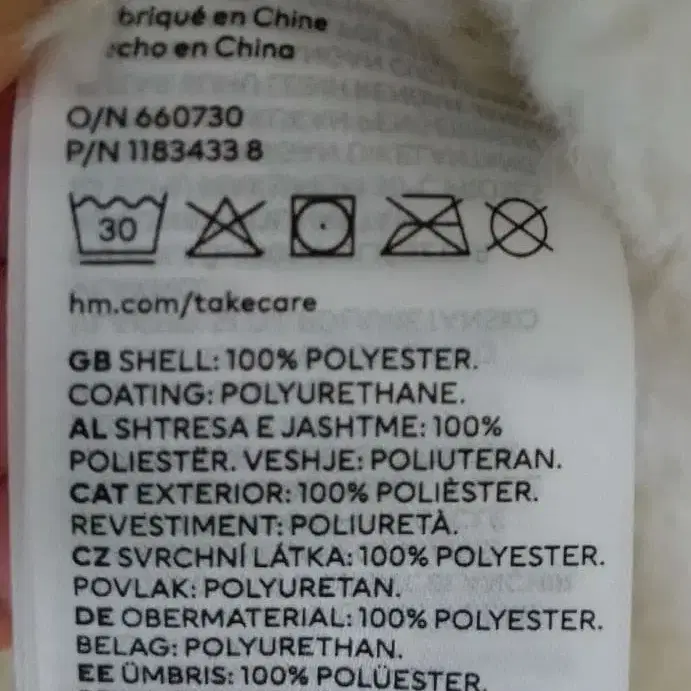 briqué en Chine
cho en China
O/N 660730
P/N 1183433 8
30
hm.com/takecare
GB SHELL: 100% POLYESTER.
COATING: POLYURETHANE.
AL SHTRESA E JASHTME: 100%
POLIESTËR. VESHJE: POLIUTERAN.
CAT EXTERIOR: 100% POLIÈSTER.
REVESTIMENT: POLIURETÀ.
CZ SVRCHNÍ LÁTKA: 100% POLYESTER.
POVLAK: POLYURETAN.
DE OBERMATERIAL: 100% POLYESTER.
BELAG: POLYURETHAN.
EE ÜMBRIS: 100% POLÜESTER.